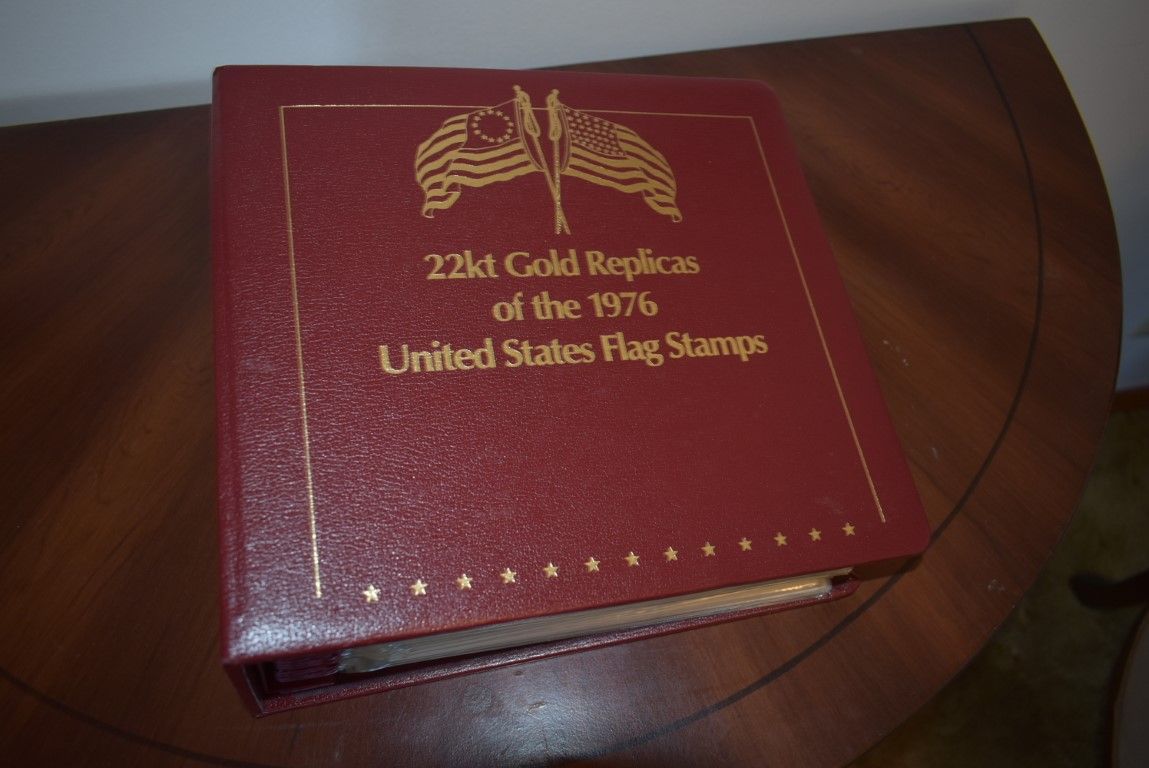 22kt Gold Replicas
of the 1976
United States Flag Stamps